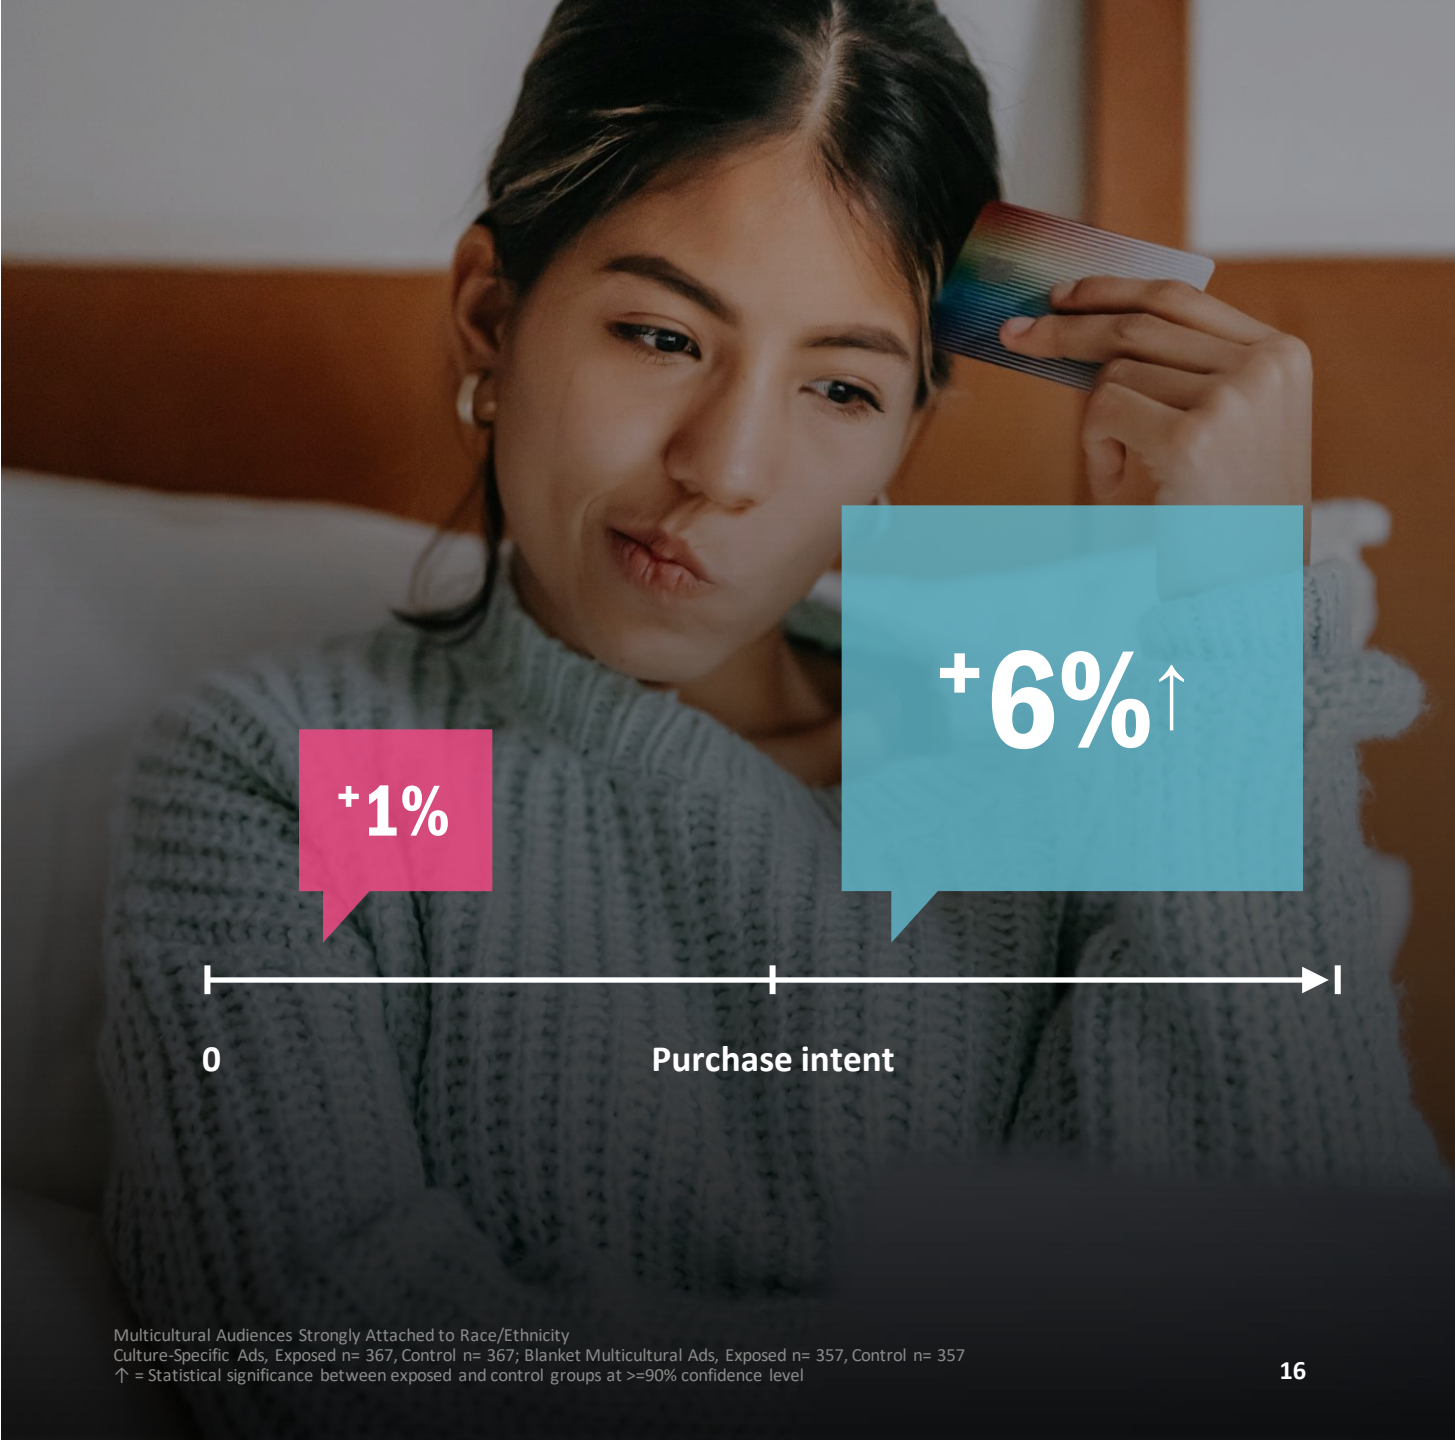 +6%↑
+1%
0
Purchase intent
Multicultural Audiences Strongly Attached to Race/Ethnicity
Culture-Specific Ads, Exposed n= 367, Control n= 367; Blanket Multicultural Ads, Exposed n= 357, Control n= 357
↑ = Statistical significance between exposed and control groups at >=90% confidence level
16